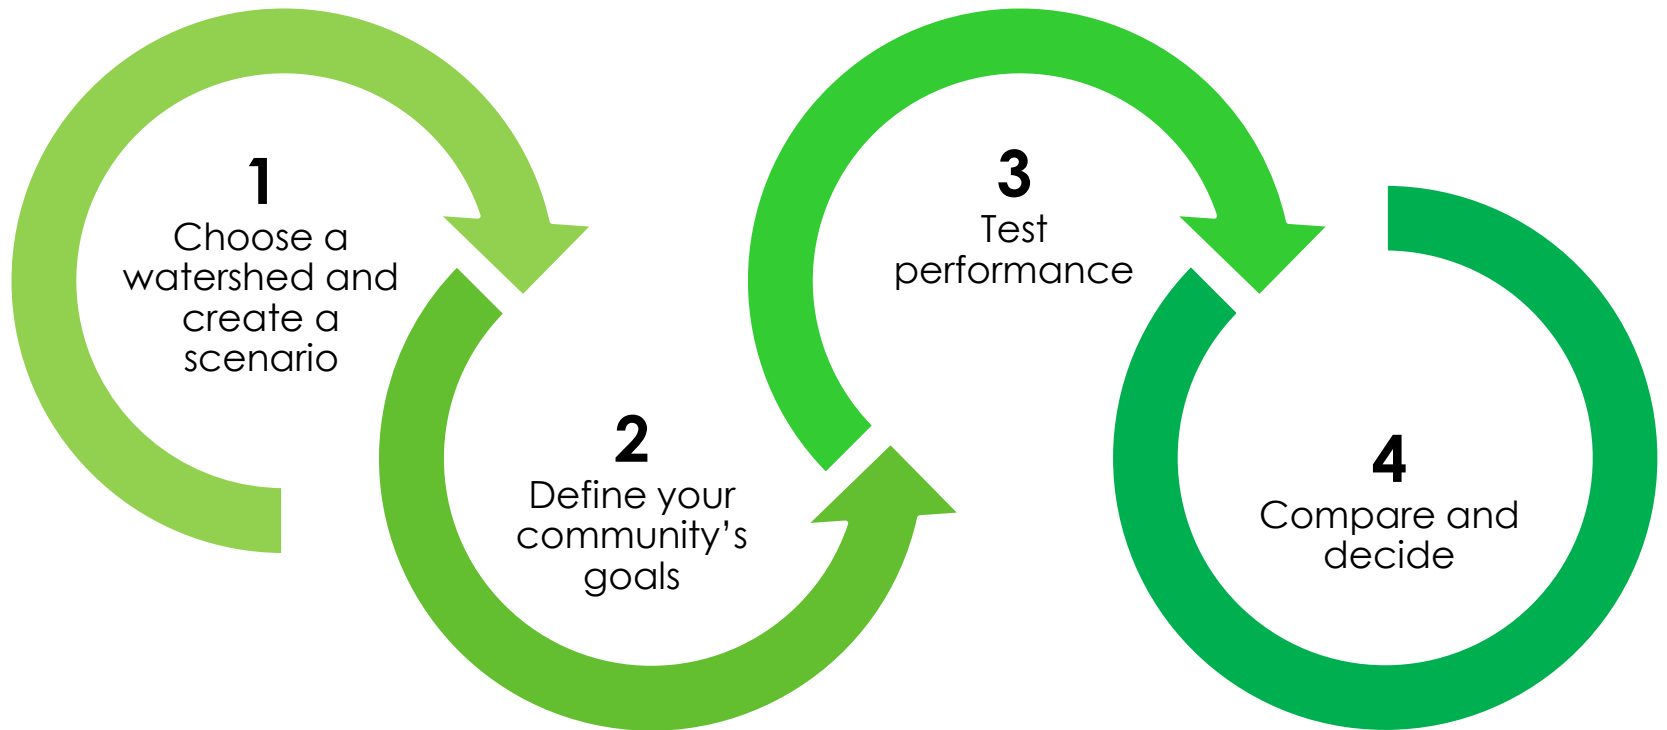 1
Choose a
watershed and
create a
scenario
2
Define your
community’s
goals
3
Test
performance
4
Compare and
decide